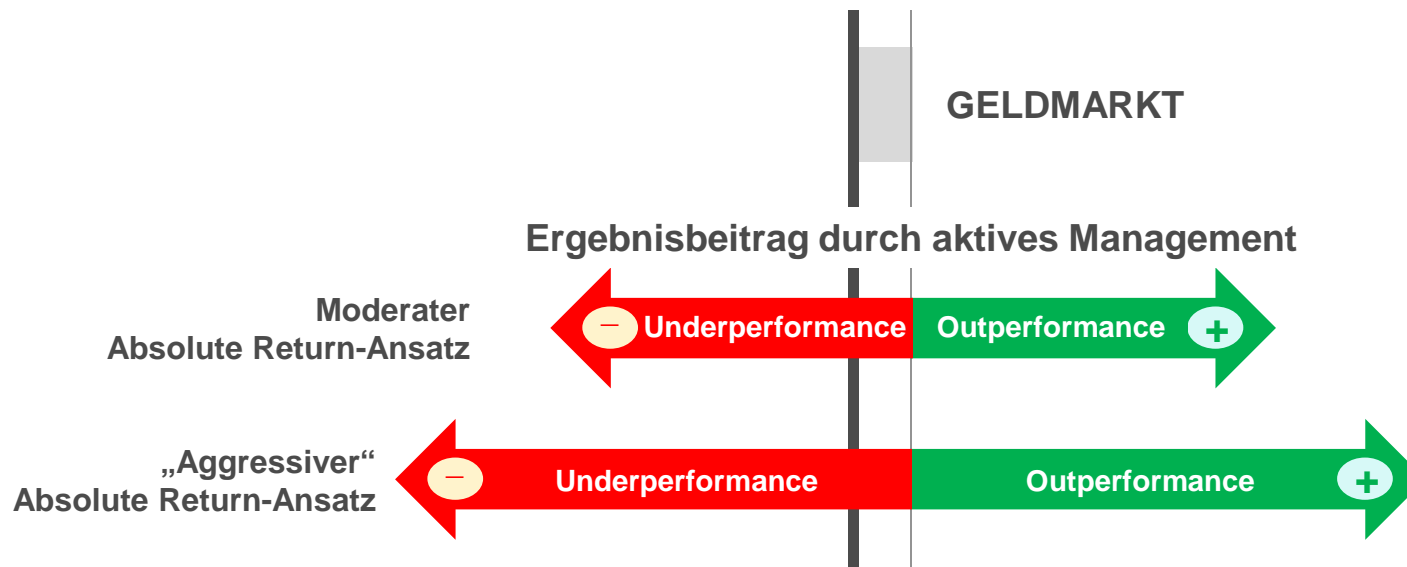 GELDMARKT
Ergebnisbeitrag durch aktives Management
Moderater
Absolute Return-Ansatz
– Underperformance Outperformance +
„Aggressiver“
Absolute Return-Ansatz
– Underperformance Outperformance +